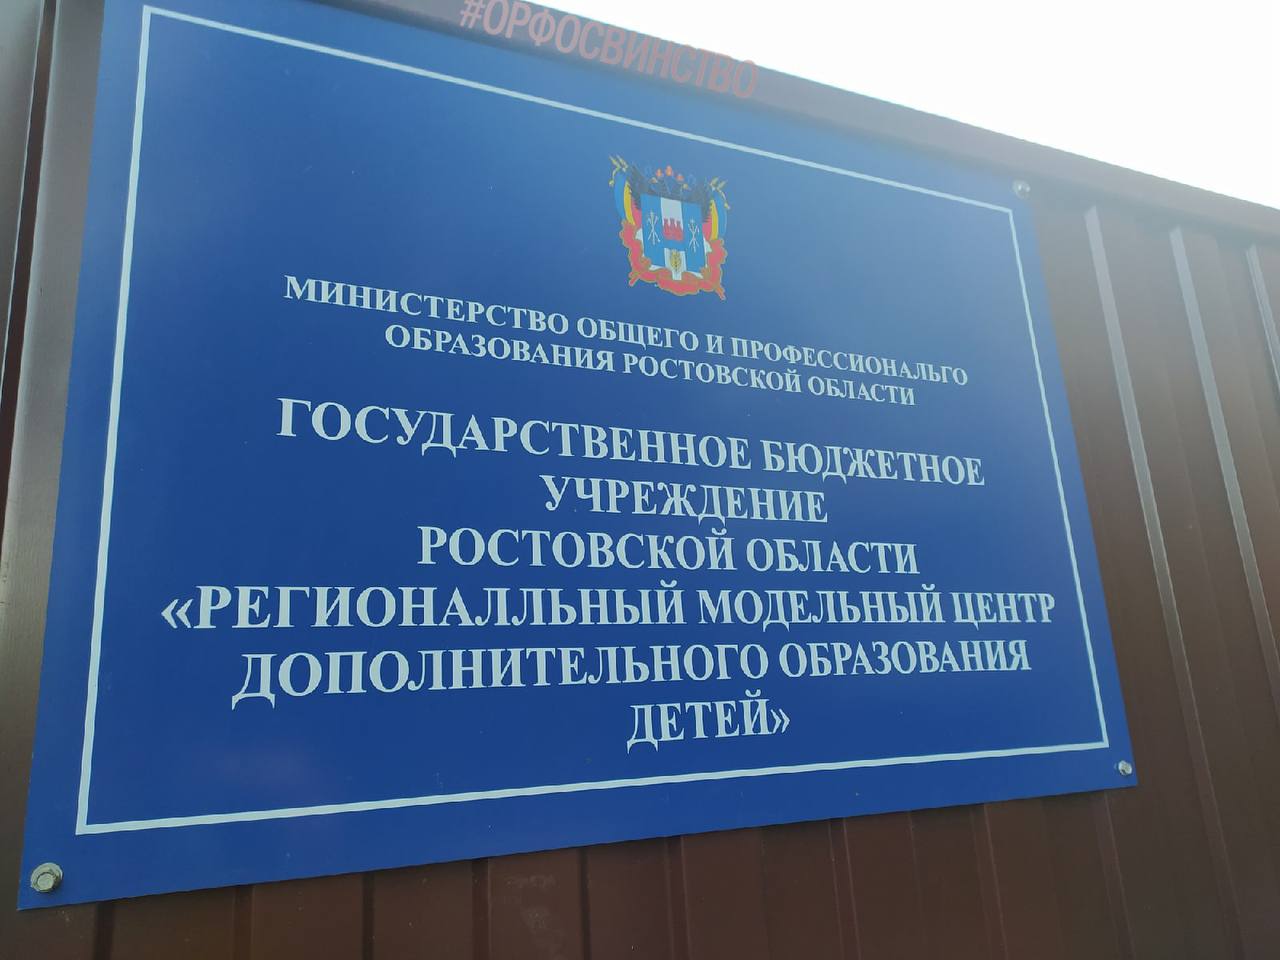 #ОРФОСВИНСТВО
МИНИСТЕРСТВО ОБЩЕГО И ПРОФЕССИОНАЛЬГО
ОБРАЗОВАНИЯ РОСТОВСКОЙ ОБЛАСТИ
ГОСУДАРСТВЕННОЕ БЮДЖЕТНОЕ
УЧРЕЖДЕНИЕ
РОСТОВСКОЙ ОБЛАСТИ
«РЕГИОНАЛЛЬНЫЙ МОДЕЛЬНЫЙ ЦЕНТР
ДОПОЛНИТЕЛЬНОГО ОБРАЗОВАНИЯ
ДЕТЕЙ»